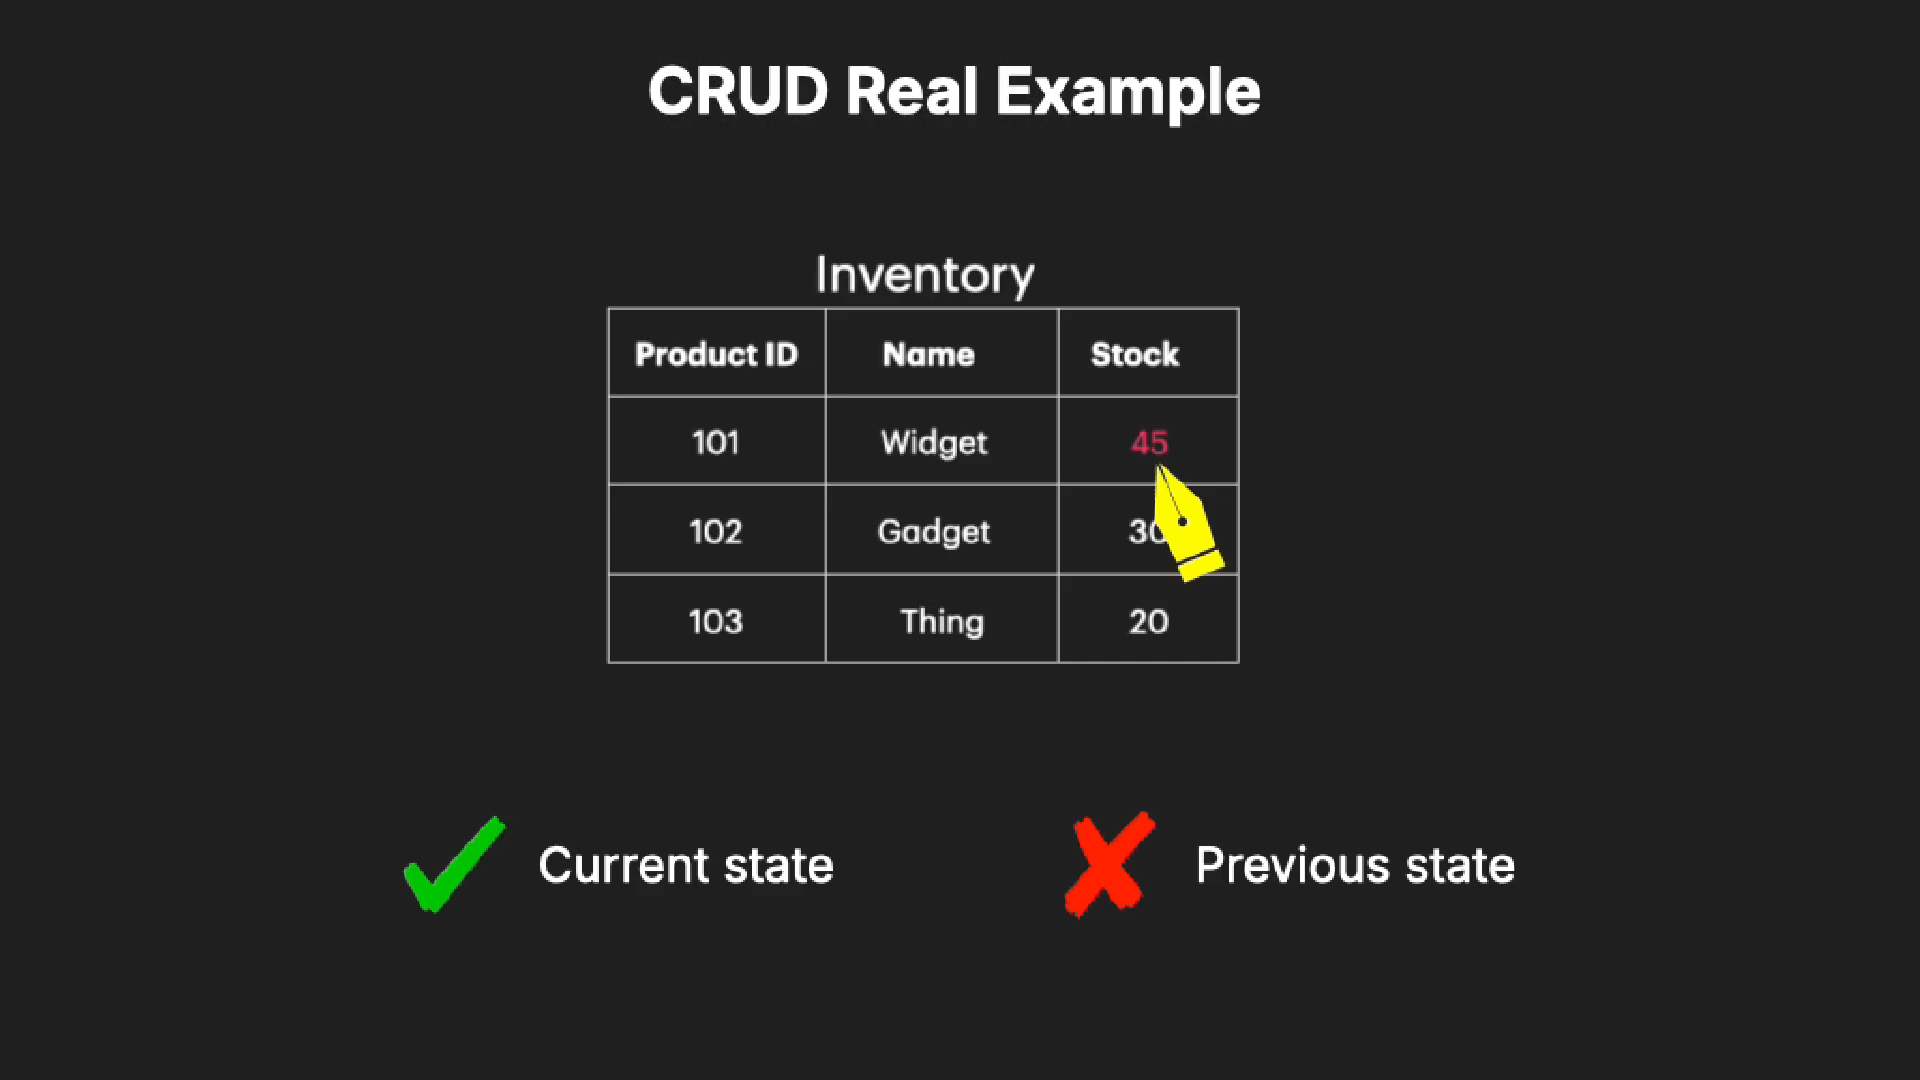 CRUD Real Example
Inventory
Product ID Name Stock
101 Widget 45
102 Gadget 30
103 Thing 20
Current state Previous state